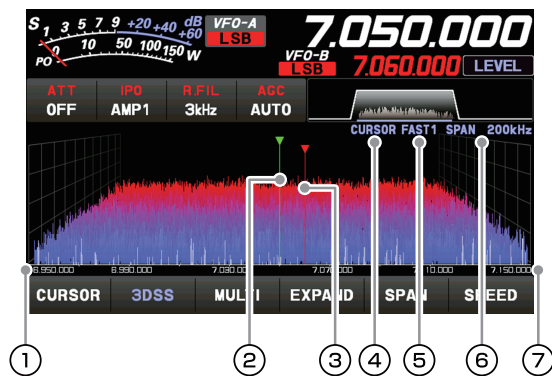 S 1 3 5 7 9 +20 +40 +60 dB
PO 0 10 50 100 150 W
VFO-A
LSB
7.050.000
VFO-B
LSB
7.060.000
LEVEL
ATT IPO R.FIL AGC
OFF AMP1 3kHz AUTO
CURSOR FAST1 SPAN 200kHz
6.950.000 6.990.000 7.030.000 7.070.000 7.110.000 7.150.000
CURSOR 3DSS MULTI EXPAND SPAN SPEED
① ② ③ ④ ⑤ ⑥ ⑦